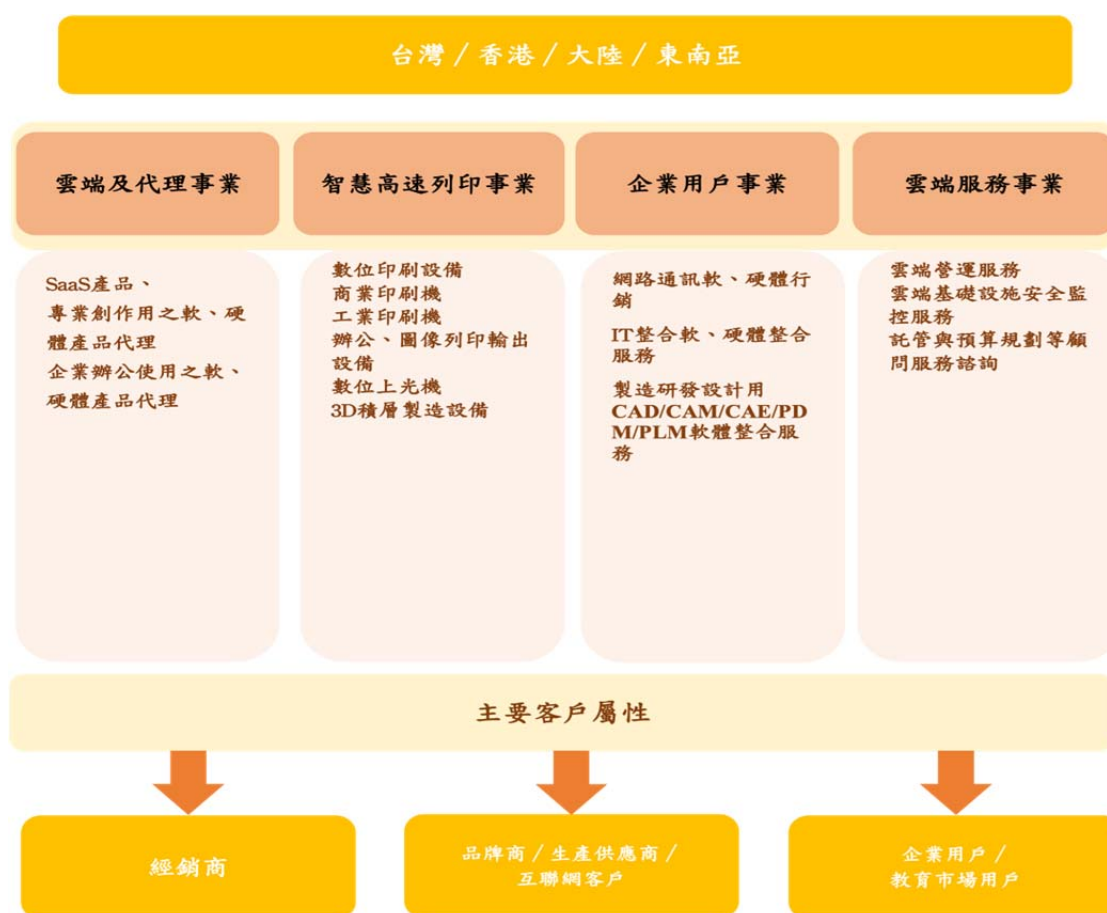 台灣／香港／大陸／東南亞
雲端及代理事業
智慧高速列印事業
企業用戶事業
雲端服務事業
SaaS產品、
專業創作用之軟、硬
體產品代理
企業辦公使用之軟、
硬體產品代理
數位印刷設備
商業印刷機
工業印刷機
辦公、圖像列印輸出
設備
數位上光機
3D積層製造設備
網路通訊軟、硬體行
銷
IT整合軟、硬體整合
服務
製造研發設計用
CAD/CAM/CAE/PD
M/PLM軟體整合服
務
雲端營運服務
雲端基礎設施安全監
控服務
託管與預算規劃等顧
問服務諮詢
主要客戶屬性
經銷商
品牌商／生產供應商／
互聯網客戶
企業用戶／
教育市場用戶